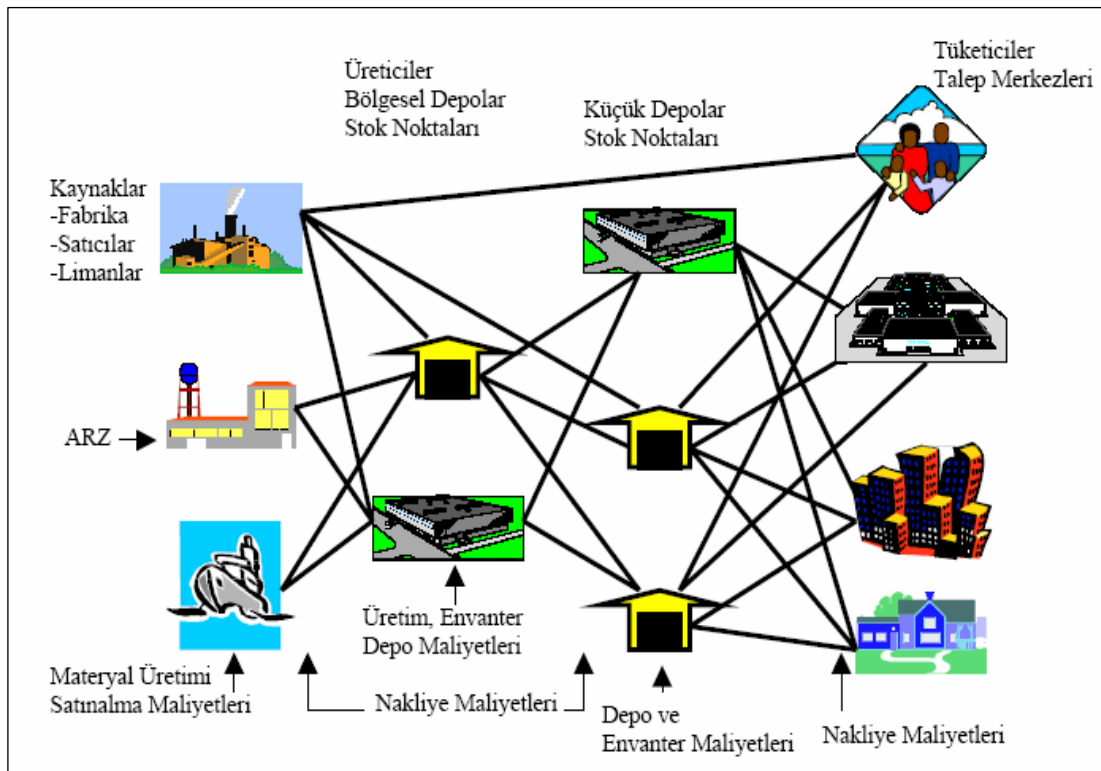 Üreticiler
Bölgesel Depolar
Stok Noktaları
Küçük Depolar
Stok Noktaları
Tüketiciler
Talep Merkezleri
Kaynaklar
-Fabrika
-Satıcılar
-Limanlar
ARZ
Üretim, Envanter
Depo Maliyetleri
Materyal Üretimi
Satınalma Maliyetleri
Nakliye Maliyetleri
Depo ve
Envanter Maliyetleri
Nakliye Maliyetleri